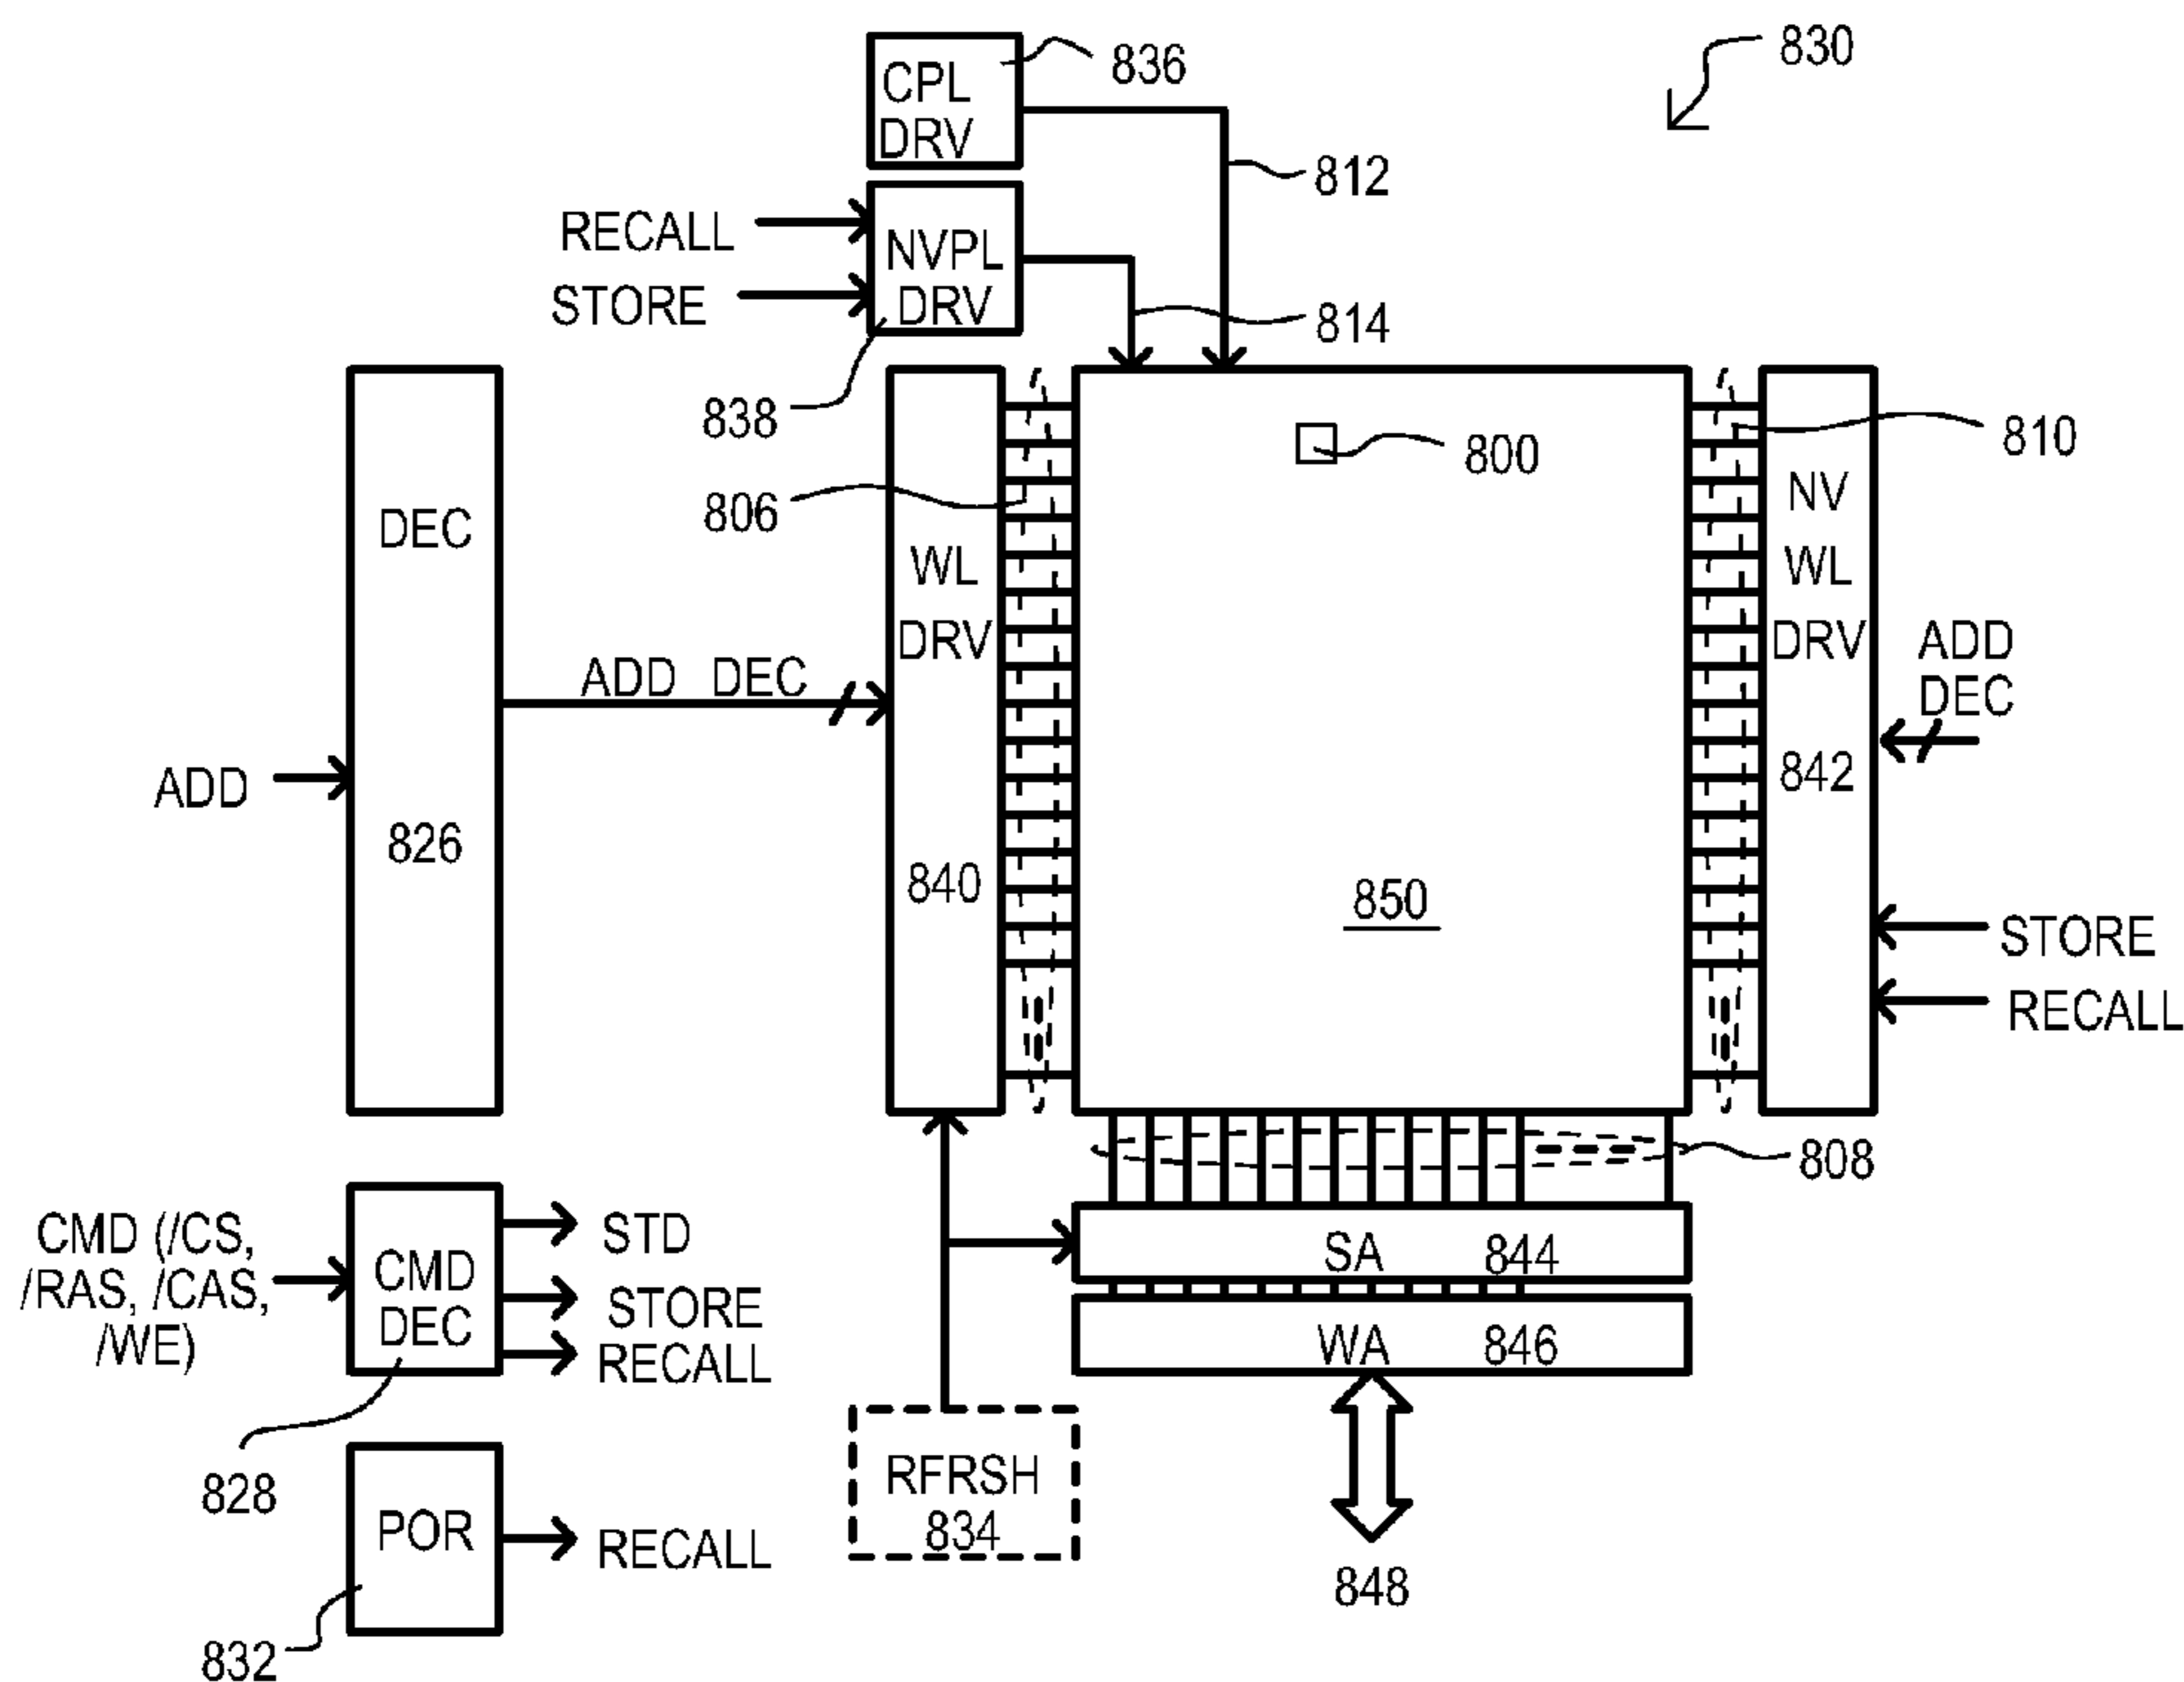 830
CPL
DRV
836
812
RECALL
STORE
NVPL
DRV
814
838
806
800
810
DEC
826
ADD
ADD DEC
WL
DRV
840
850
NV
WL
DRV
842
ADD
DEC
STORE
RECALL
808
CMD (/CS,
/RAS, /CAS,
/WE)
CMD
DEC
STD
STORE
RECALL
828
SA 844
WA 846
RFRSH
834
848
POR
RECALL
832